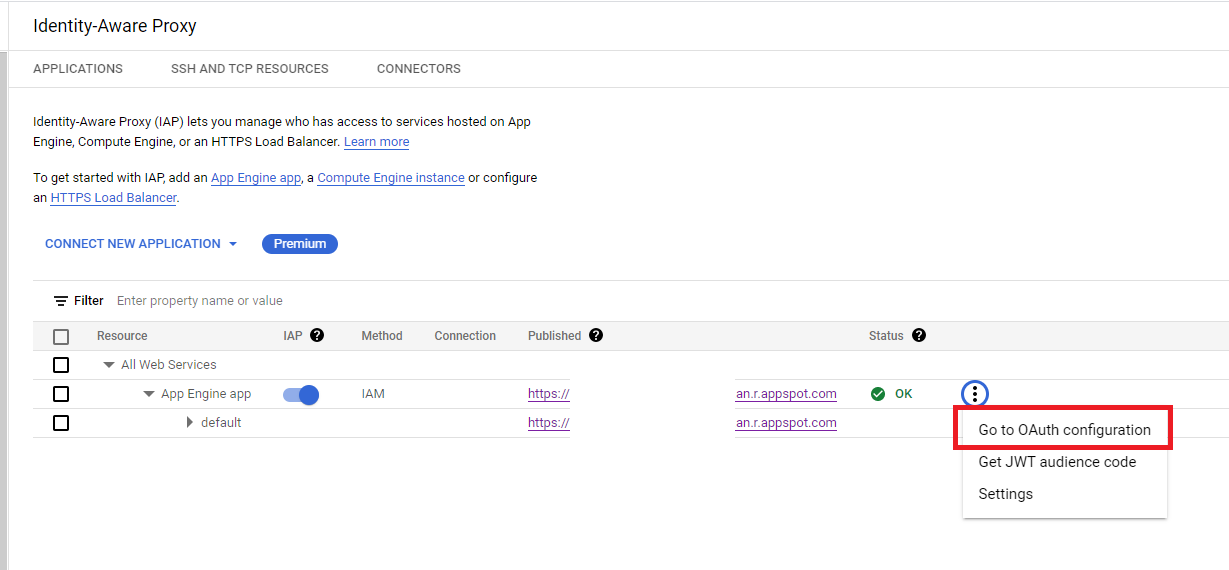 Identity-Aware Proxy
APPLICATIONS SSH AND TCP RESOURCES CONNECTORS
Identity-Aware Proxy (IAP) lets you manage who has access to services hosted on App
Engine, Compute Engine, or an HTTPS Load Balancer. Learn more
To get started with IAP, add an App Engine app, a Compute Engine instance or configure
an HTTPS Load Balancer.
CONNECT NEW APPLICATION Premium
Filter Enter property name or value
Resource IAP ? Method Connection Published ? Status ?
All Web Services
App Engine app IAM https:// an.r.appspot.com OK
default https:// an.r.appspot.com
Go to OAuth configuration
Get JWT audience code
Settings